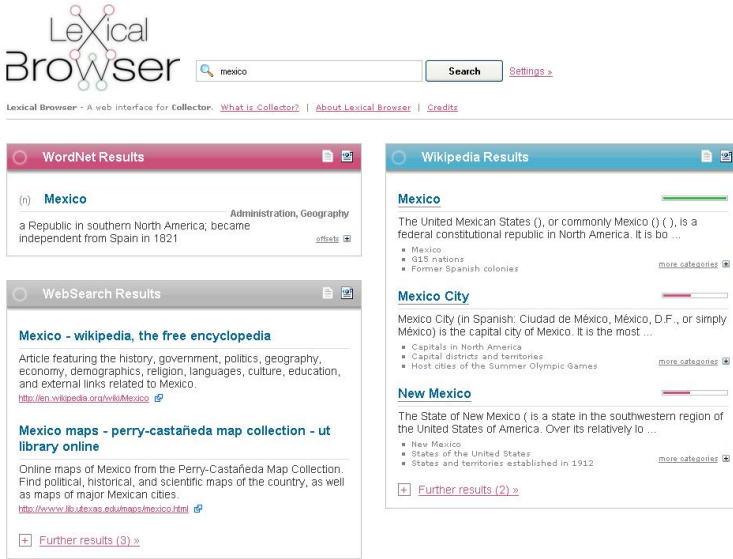 LeXical
BroWser
mexico
Search
Settings »
Lexical Browser - A web interface for Collector. What is Collector? | About Lexical Browser | Credits
WordNet Results
(n) Mexico
Administration, Geography
a Republic in southern North America; became
independent from Spain in 1821
offsets
WebSearch Results
Mexico - wikipedia, the free encyclopedia
Article featuring the history, government, politics, geography,
economy, demographics, religion, languages, culture, education,
and external links related to Mexico.
http://en.wikipedia.org/wiki/Mexico
Mexico maps - perry-castañeda map collection - ut
library online
Online maps of Mexico from the Perry-Castañeda Map Collection.
Find political, historical, and scientific maps of the country, as well
as maps of major Mexican cities.
http://www.lib.utexas.edu/maps/mexico.html
Further results (3) »
Wikipedia Results
Mexico
The United Mexican States (), or commonly Mexico () ( ), is a
federal constitutional republic in North America. It is bo ...
Mexico
G15 nations
Former Spanish colonies
more categories
Mexico City
Mexico City (in Spanish: Ciudad de México, México, D.F., or simply
México) is the capital city of Mexico. It is the most ...
Capitals in North America
Capital districts and territories
Host cities of the Summer Olympic Games
more categories
New Mexico
The State of New Mexico ( is a state in the southwestern region of
the United States of America. Over its relatively lo ...
New Mexico
States of the United States
States and territories established in 1912
more categories
Further results (2) »